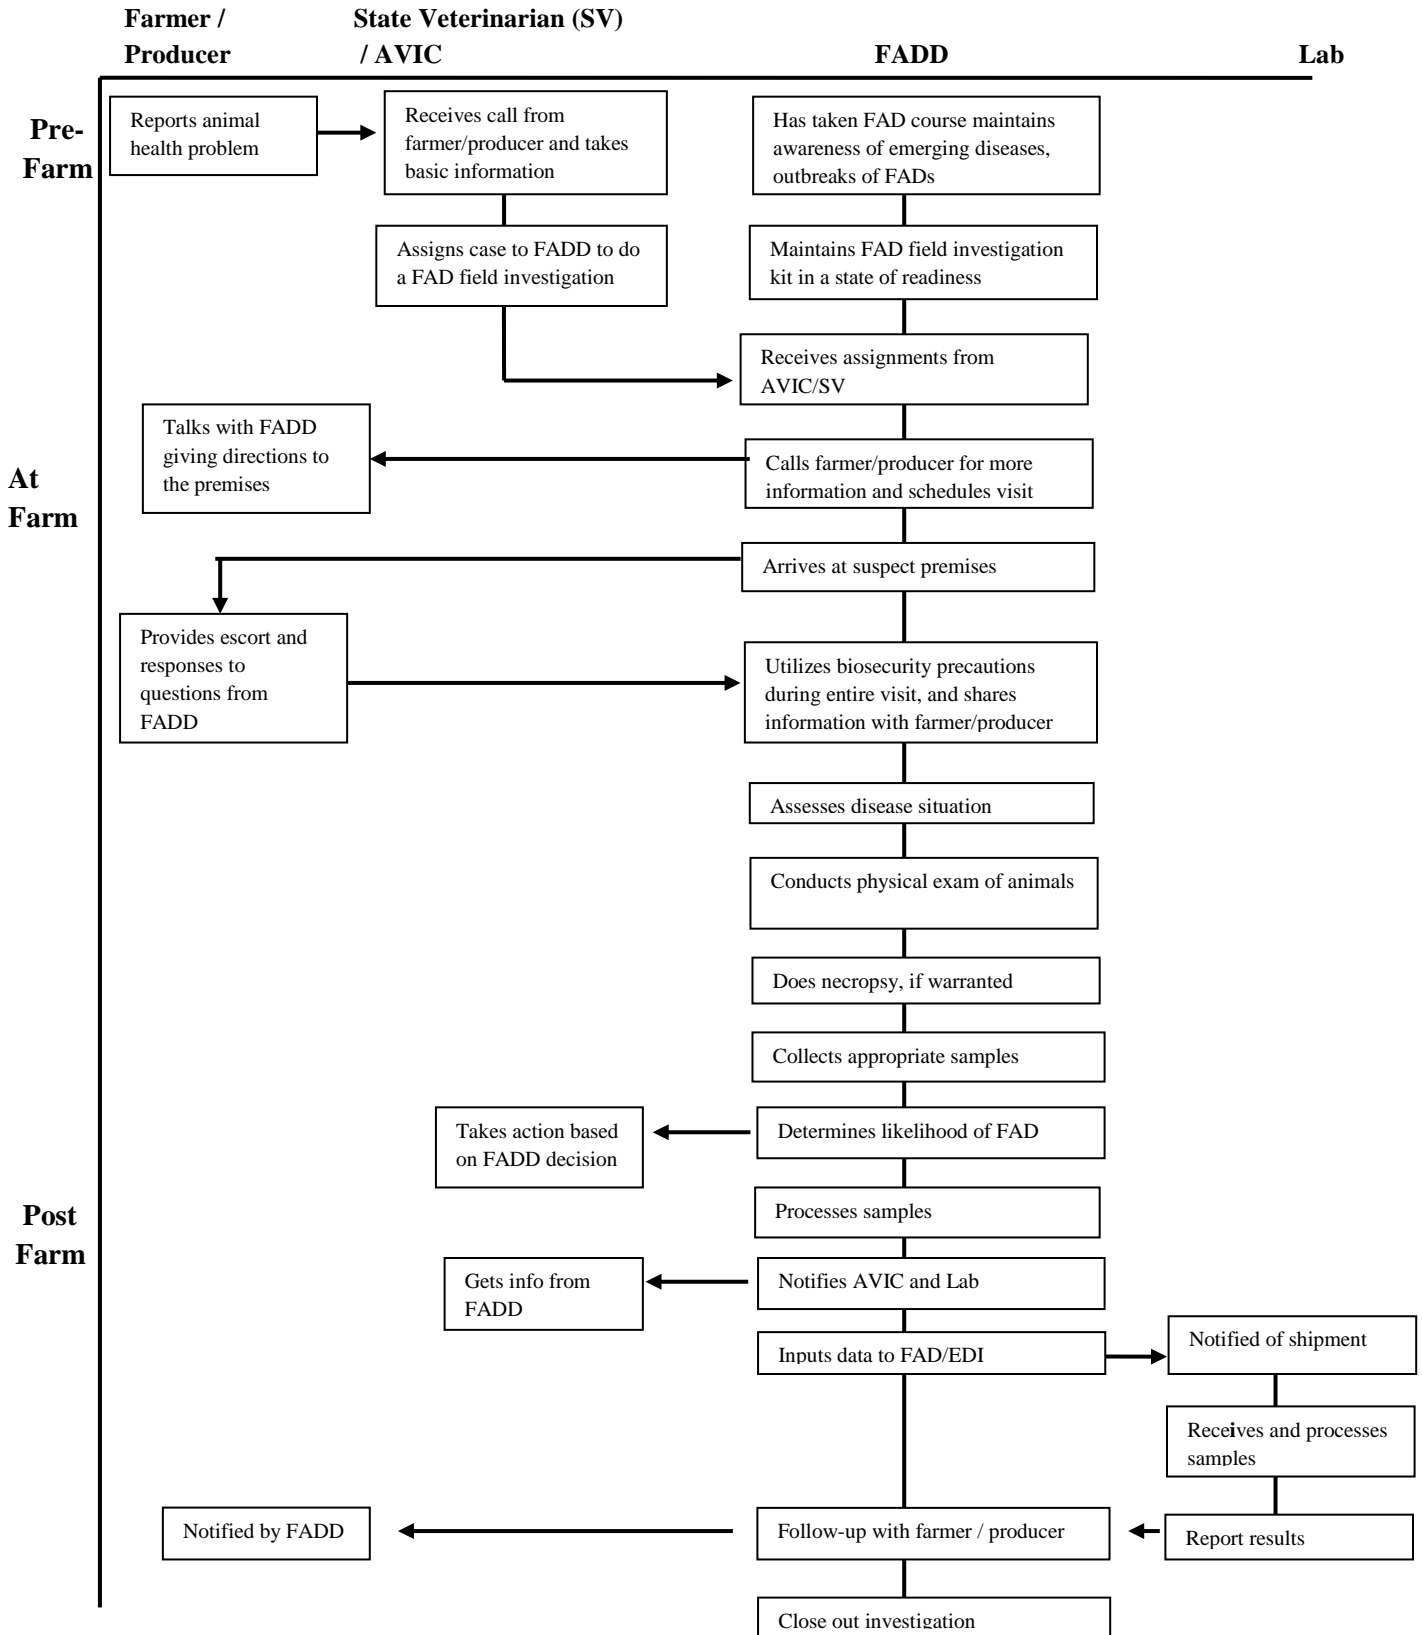 Farmer /
Producer
State Veterinarian (SV)
/ AVIC
FADD
Lab
Pre-
Farm
Reports animal
health problem
Receives call from
farmer/producer and takes
basic information
Has taken FAD course maintains
awareness of emerging diseases,
outbreaks of FADs
Assigns case to FADD to do
a FAD field investigation
Maintains FAD field investigation
kit in a state of readiness
Receives assignments from
AVIC/SV
At
Farm
Talks with FADD
giving directions to
the premises
Calls farmer/producer for more
information and schedules visit
Arrives at suspect premises
Provides escort and
responses to
questions from
FADD
Utilizes biosecurity precautions
during entire visit, and shares
information with farmer/producer
Assesses disease situation
Conducts physical exam of animals
Does necropsy, if warranted
Collects appropriate samples
Takes action based
on FADD decision
Determines likelihood of FAD
Post
Farm
Processes samples
Gets info from
FADD
Notifies AVIC and Lab
Inputs data to FAD/EDI
Notified of shipment
Receives and processes
samples
Notified by FADD
Follow-up with farmer / producer
Report results
Close out investigation